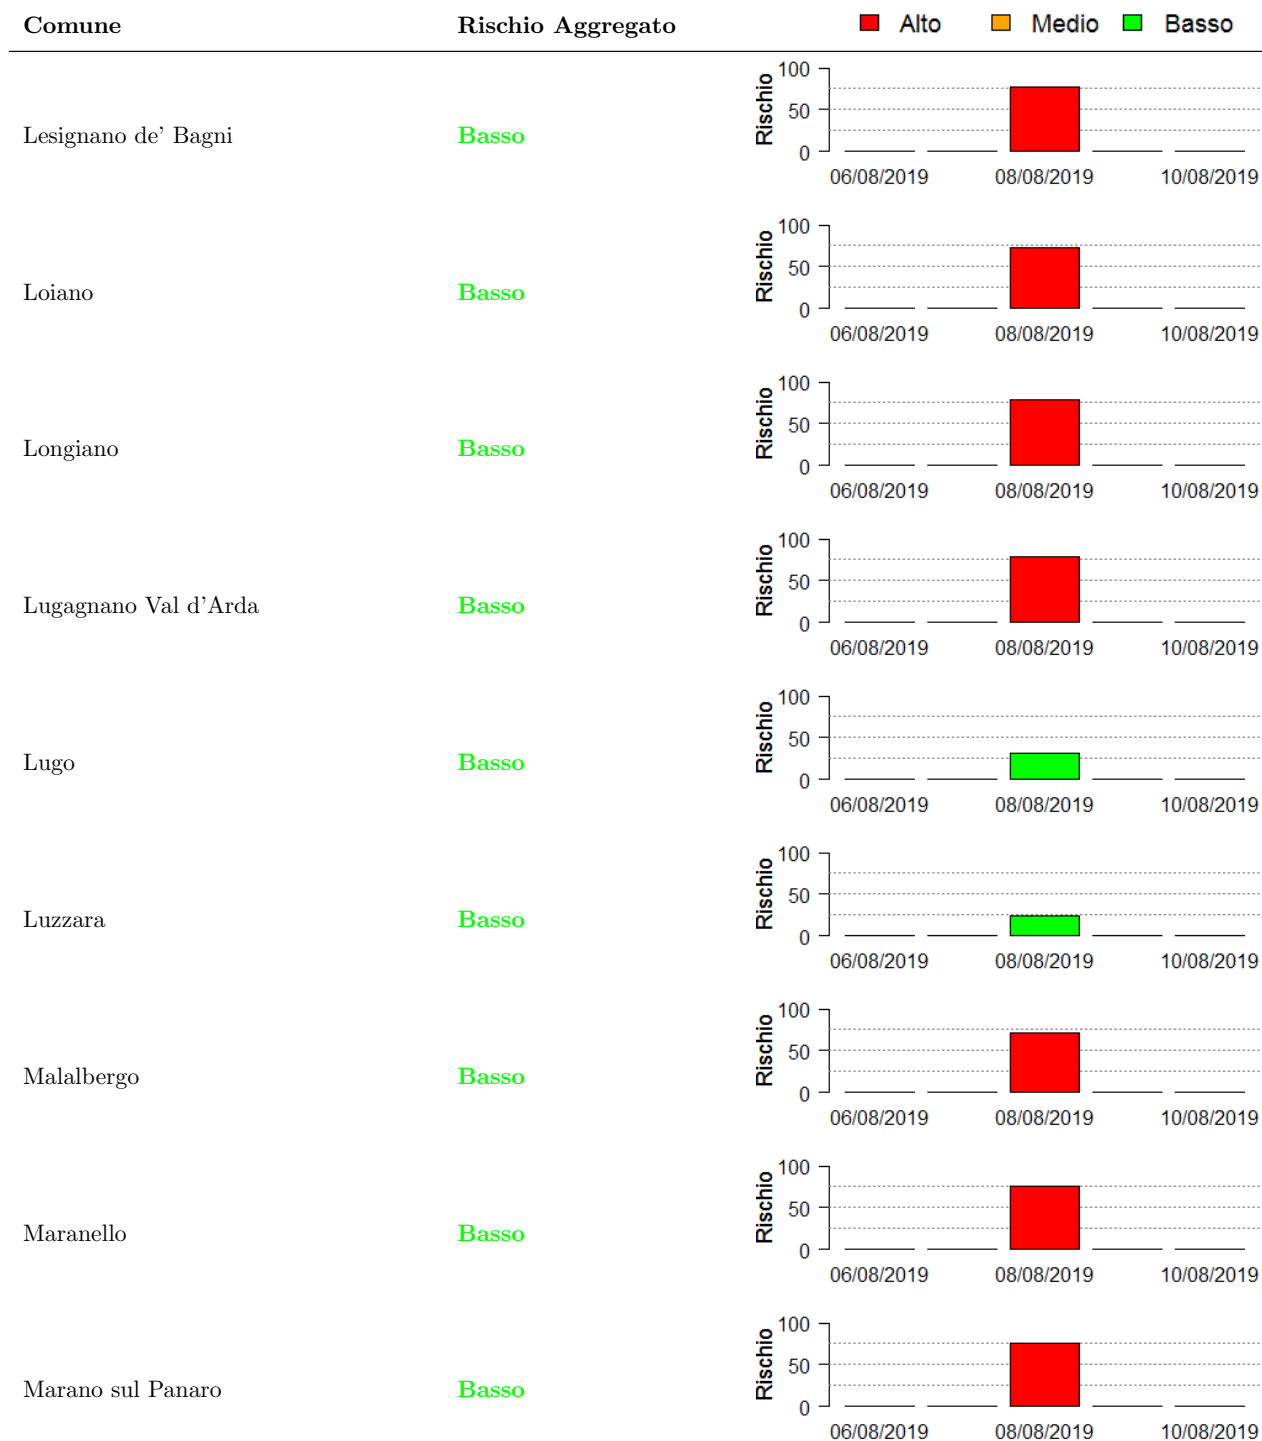 Comune Rischio Aggregato Alto Medio Basso
100
50
0
Rischio
Lesignano de' Bagni Basso
06/08/2019 08/08/2019 10/08/2019
100
50
0
Rischio
Loiano Basso
06/08/2019 08/08/2019 10/08/2019
100
50
0
Rischio
Longiano Basso
06/08/2019 08/08/2019 10/08/2019
100
50
0
Rischio
Lugagnano Val d'Arda Basso
06/08/2019 08/08/2019 10/08/2019
100
50
0
Rischio
Lugo Basso
06/08/2019 08/08/2019 10/08/2019
100
50
0
Rischio
Luzzara Basso
06/08/2019 08/08/2019 10/08/2019
100
50
0
Rischio
Malalbergo Basso
06/08/2019 08/08/2019 10/08/2019
100
50
0
Rischio
Maranello Basso
06/08/2019 08/08/2019 10/08/2019
100
50
0
Rischio
Marano sul Panaro Basso
06/08/2019 08/08/2019 10/08/2019